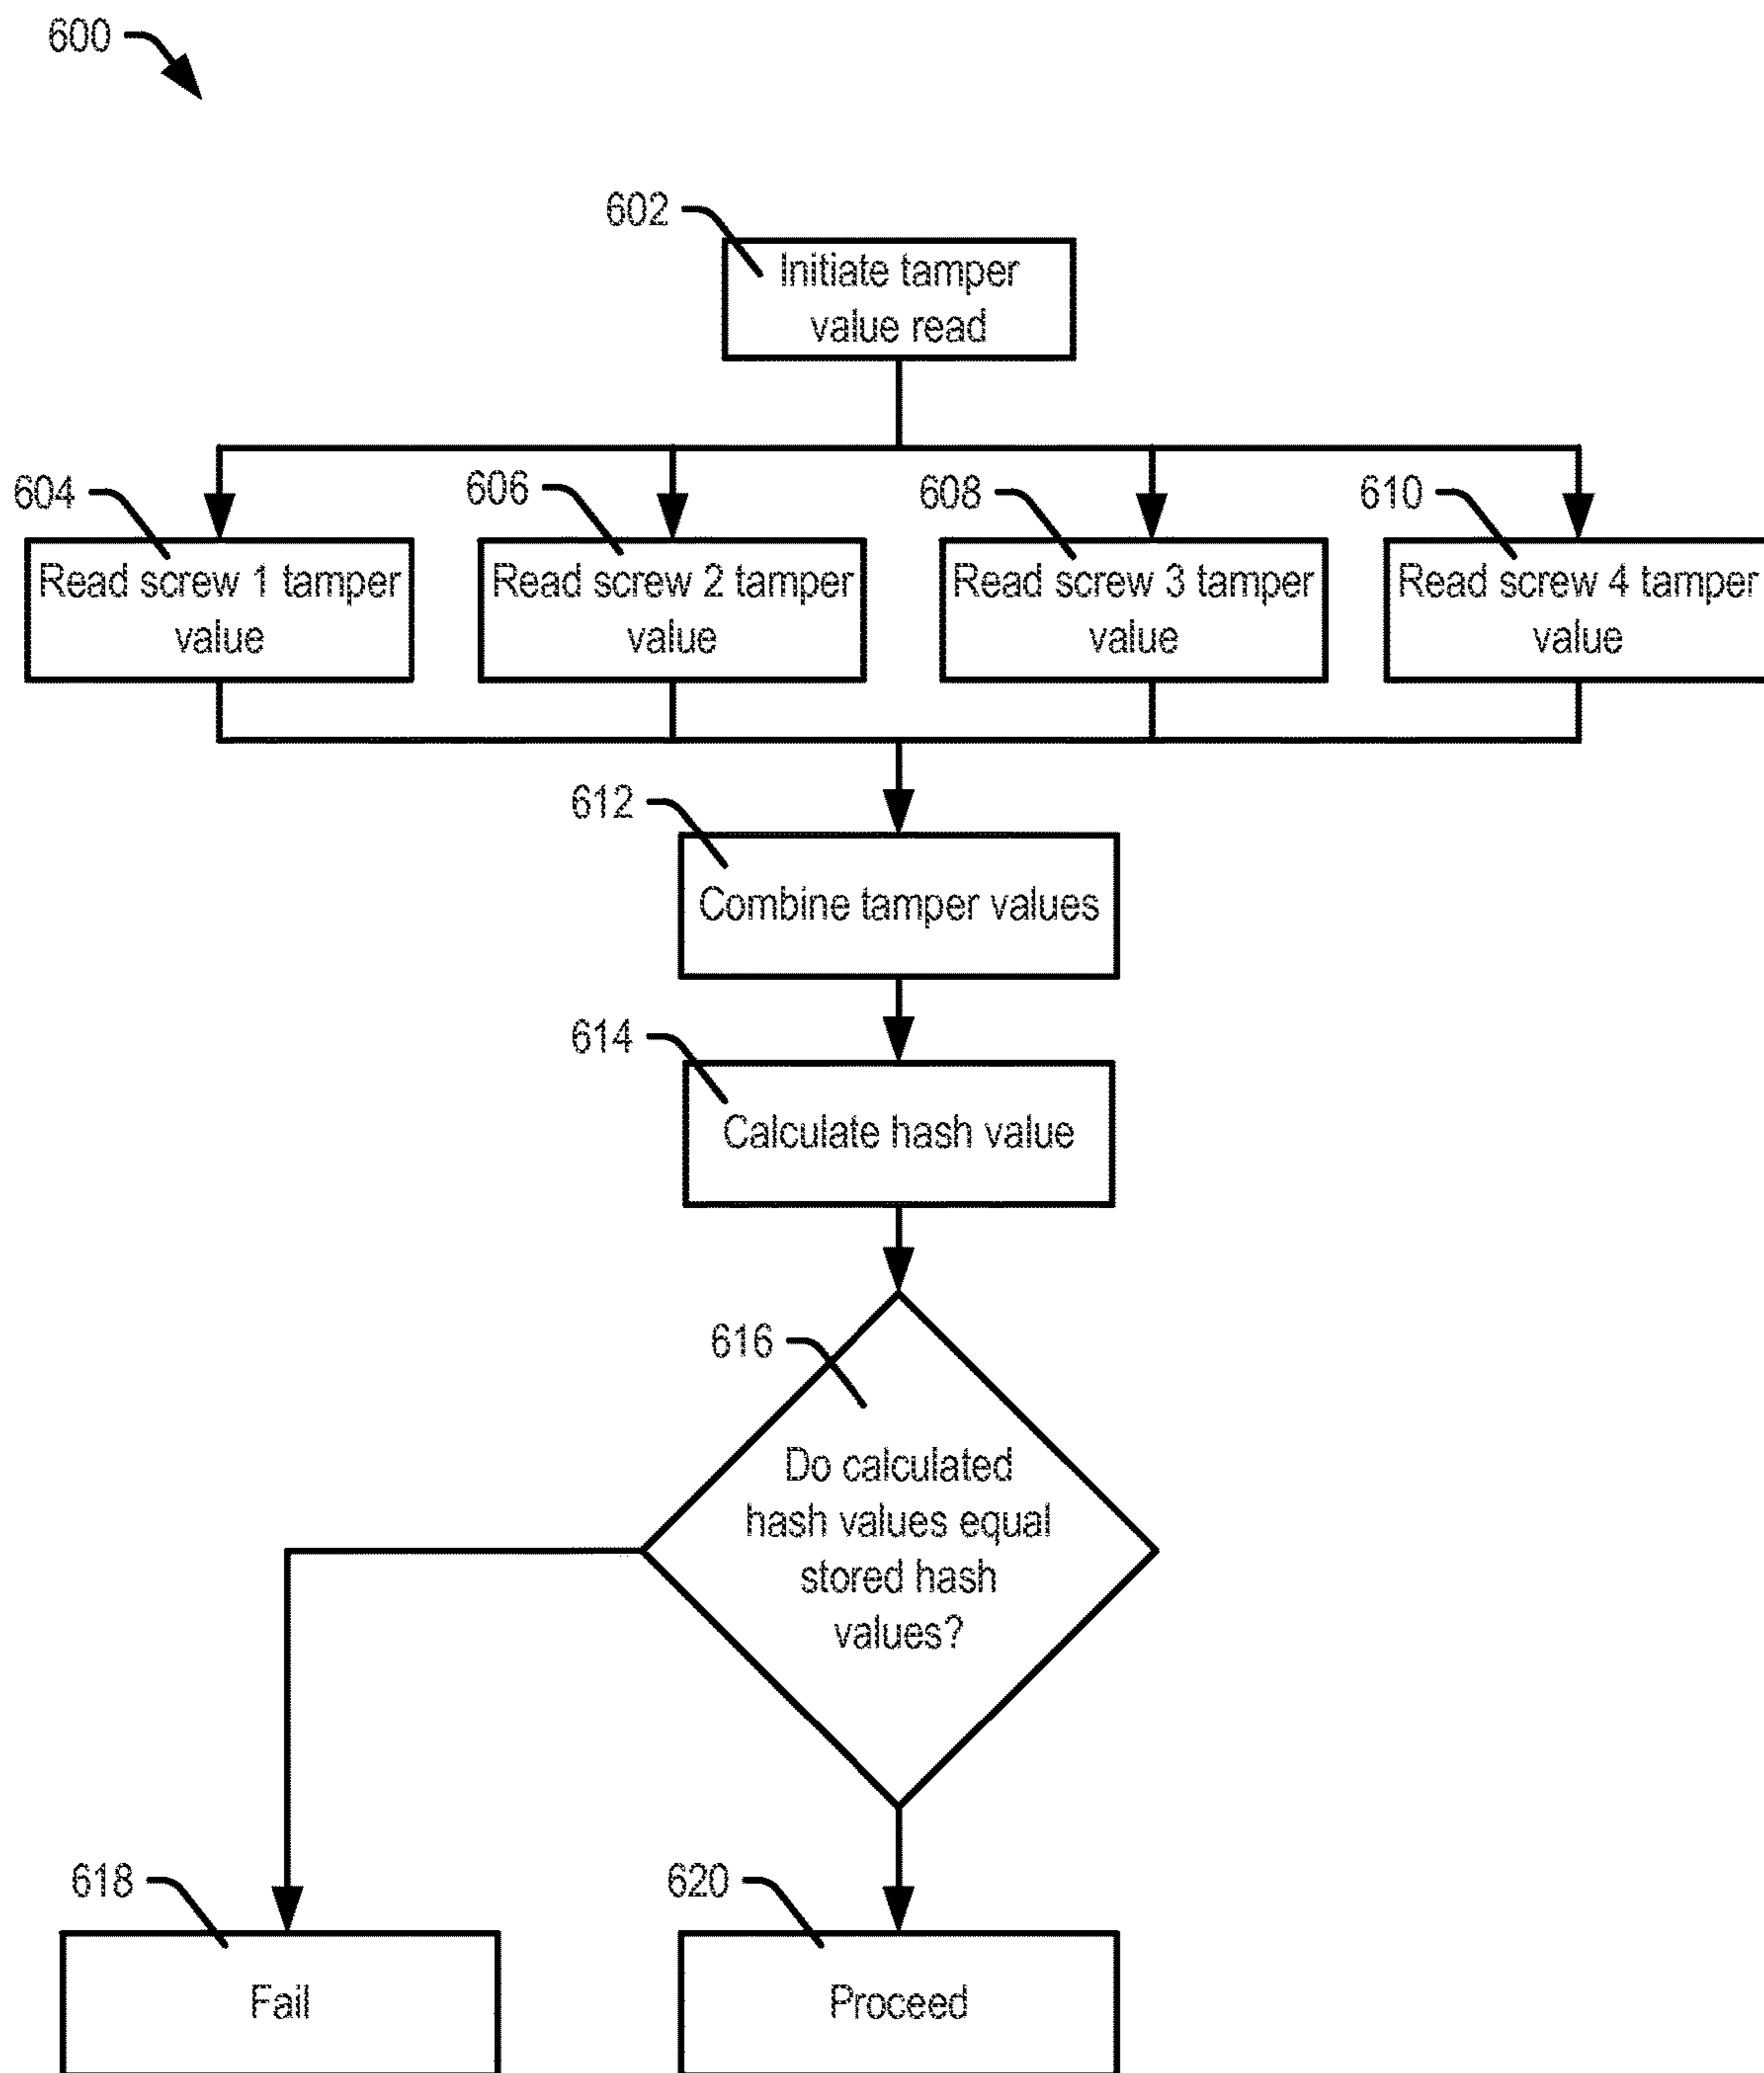 600
602
Initiate tamper
value read
604
606
608
610
Read screw 1 tamper
value
Read screw 2 tamper
value
Read screw 3 tamper
value
Read screw 4 tamper
value
612
Combine tamper values
614
Calculate hash value
616
Do calculated
hash values equal
stored hash
values?
618
620
Fail
Proceed